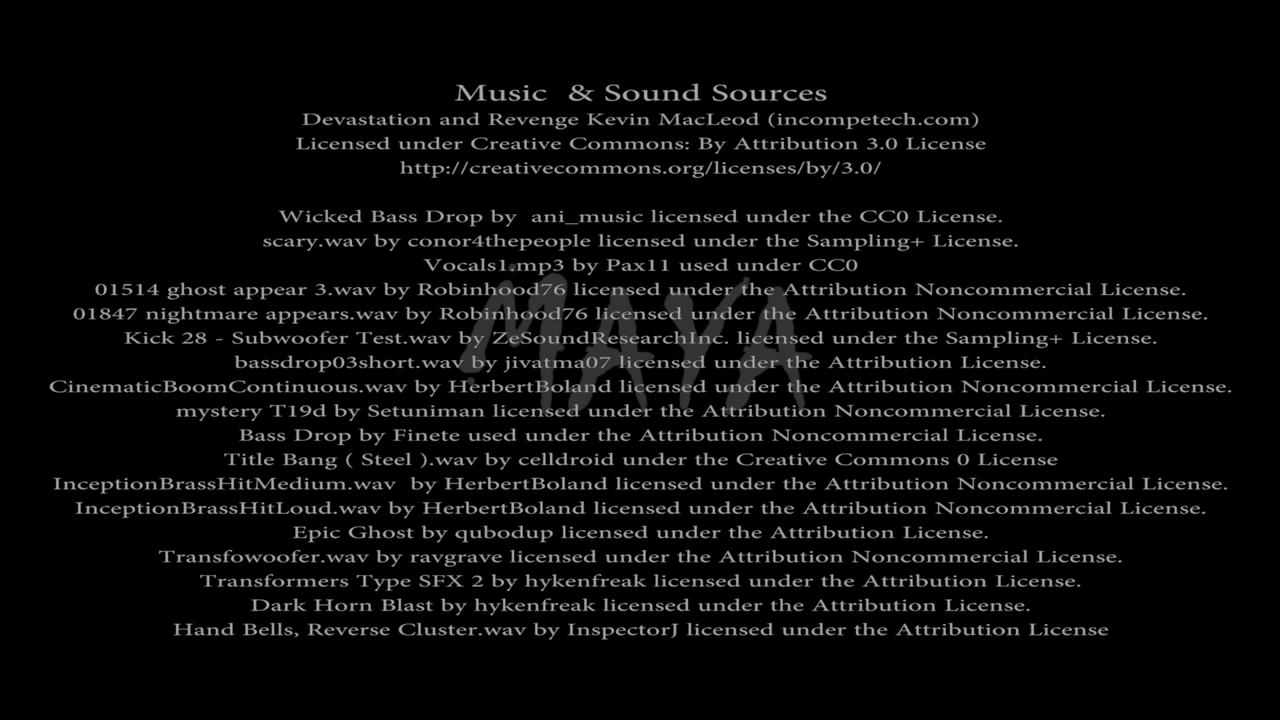 Music  & Sound Sources
Devastation and Revenge Kevin MacLeod (incompetech.com)
Licensed under Creative Commons: By Attribution 3.0 License
http://creativecommons.org/licenses/by/3.0/
Wicked Bass Drop by  ani_music licensed under the CC0 License.
scary.wav by conor4thepeople licensed under the Sampling+ License.
Vocals1.mp3 by Pax11 used under CC0
01514 ghost appear 3.wav by Robinhood76 licensed under the Attribution Noncommercial License.
01847 nightmare appears.wav by Robinhood76 licensed under the Attribution Noncommercial License.
Kick 28 - Subwoofer Test.wav by ZeSoundResearchInc. licensed under the Sampling+ License.
MAYA
bassdrop03short.wav by jivatma07 licensed under the Attribution License.
CinematicBoomContinuous.wav by HerbertBoland licensed under the Attribution Noncommercial License.
mystery T19d by Setuniman licensed under the Attribution Noncommercial License.
Bass Drop by Finete used under the Attribution Noncommercial License.
Title Bang ( Steel ).wav by celldroid under the Creative Commons 0 License
InceptionBrassHitMedium.wav  by HerbertBoland licensed under the Attribution Noncommercial License.
InceptionBrassHitLoud.wav by HerbertBoland licensed under the Attribution Noncommercial License.
Epic Ghost by qubodup licensed under the Attribution License.
Transfowoofer.wav by ravgrave licensed under the Attribution Noncommercial License.
Transformers Type SFX 2 by hykenfreak licensed under the Attribution License.
Dark Horn Blast by hykenfreak licensed under the Attribution License.
Hand Bells, Reverse Cluster.wav by InspectorJ licensed under the Attribution License